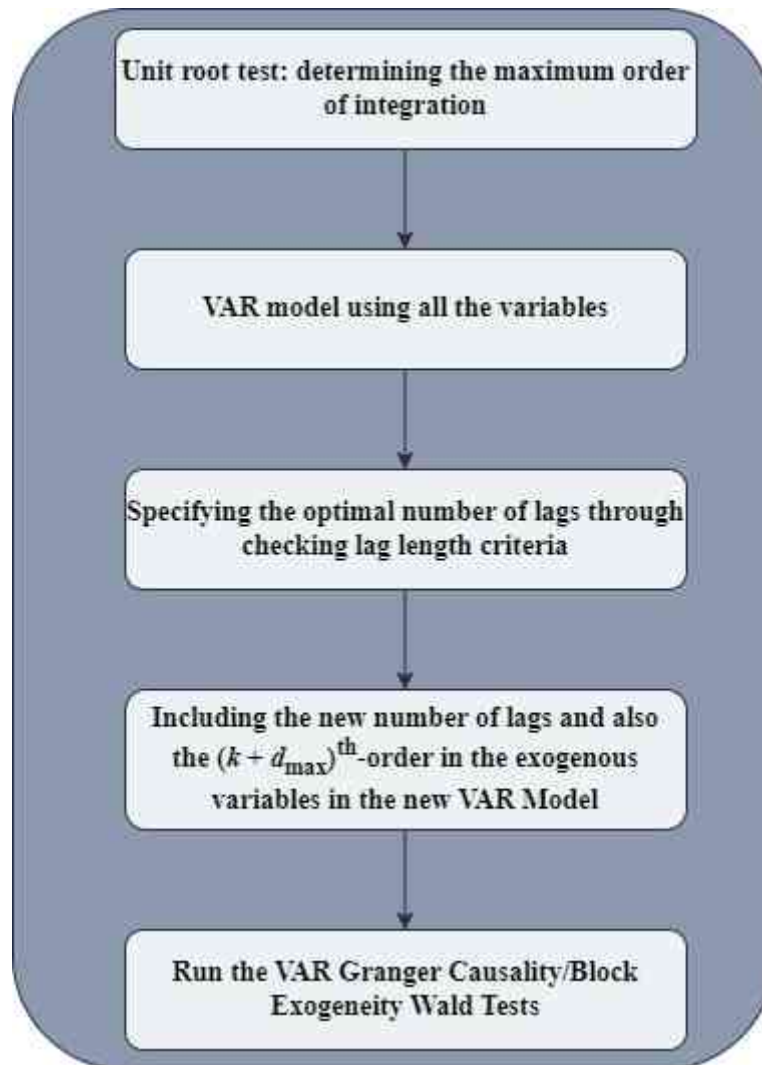 Unit root test: determining the maximum order
of integration
VAR model using all the variables
Specifying the optimal number of lags through
checking lag length criteria
Including the new number of lags and also
the (k + dmax)th-order in the exogenous
variables in the new VAR Model
Run the VAR Granger Causality/Block
Exogeneity Wald Tests